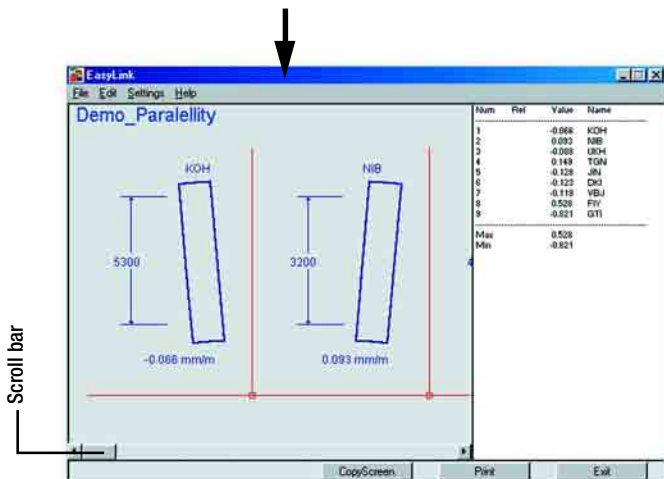 EasyLink
File Edit Settings Help
Demo_Paralellity
KOH
NIB
5300
3200
4
-0.066 mm/m
0.093 mm/m
Num Ref Value Name
1 -0.066 KOH
2 0.093 NIB
3 -0.088 UKH
4 0.149 TGN
5 -0.128 JIN
6 -0.123 DKI
7 -0.119 VBJ
8 0.528 FIY
9 -0.821 GTI
Max 0.528
Min -0.821
CopyScreen Print Exit
Scroll bar